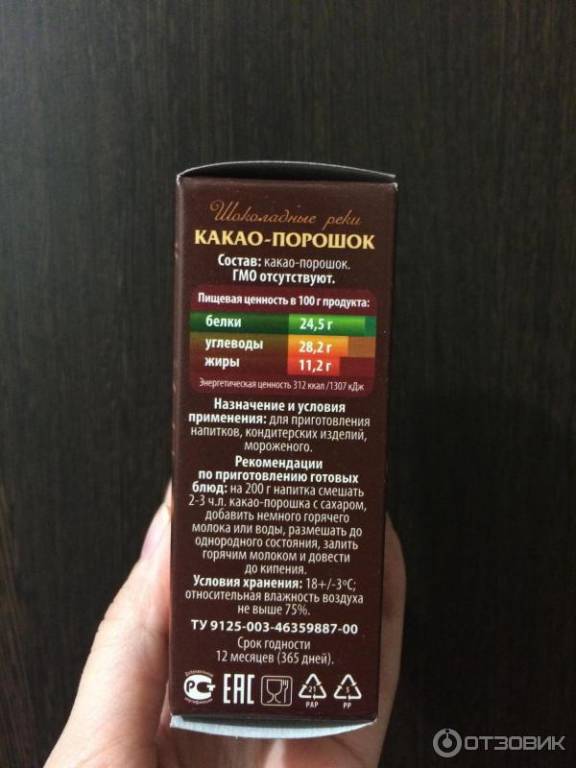 Шоколадные реки
КАКАО-ПОРОШОК
Состав: какао-порошок.
ГМО отсутствуют.
Пищевая ценность в 100 г продукта:
белки 24,5 г
углеводы 28,2 г
жиры 11,2 г
Энергетическая ценность 312 ккал /1307 кДж
Назначение и условия
применения: для приготовления
напитков, кондитерских изделий,
мороженого.
Рекомендации
по приготовлению готовых
блюд: на 200 г напитка смешать
2-3 ч.л. какао-порошка с сахаром,
добавить немного горячего
молока или воды, размешать до
однородного состояния, залить
горячим молоком и довести
до кипения.
Условия хранения: 18+/-3ºС;
относительная влажность воздуха
не выше 75%.
ТУ 9125-003-46359887-00
Срок годности
12 месяцев (365 дней).
ЕАС
21
PAP
5
PP
ОТЗОВИК